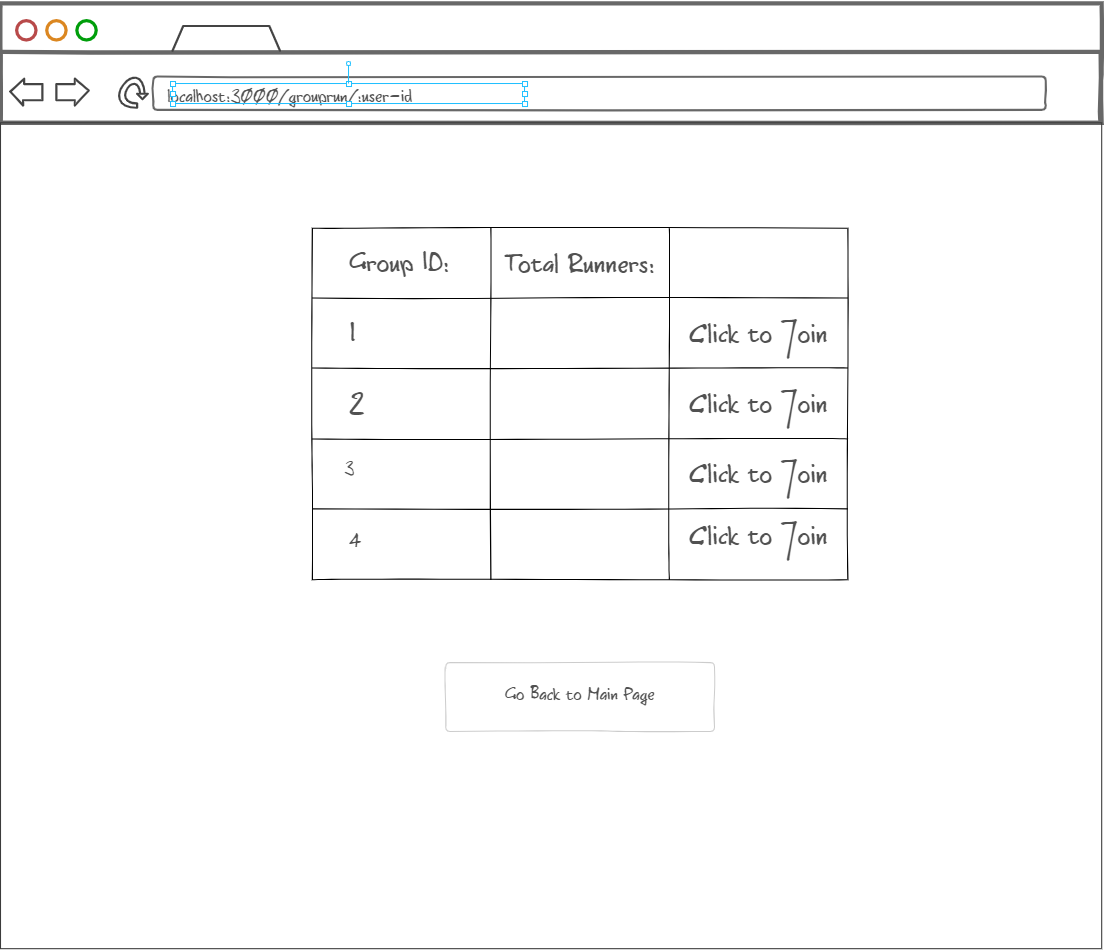 localhost:3000/grouprun/:user-id
Group ID: Total Runners:
1 Click to Join
2 Click to Join
3 Click to Join
4 Click to Join
Go Back to Main Page